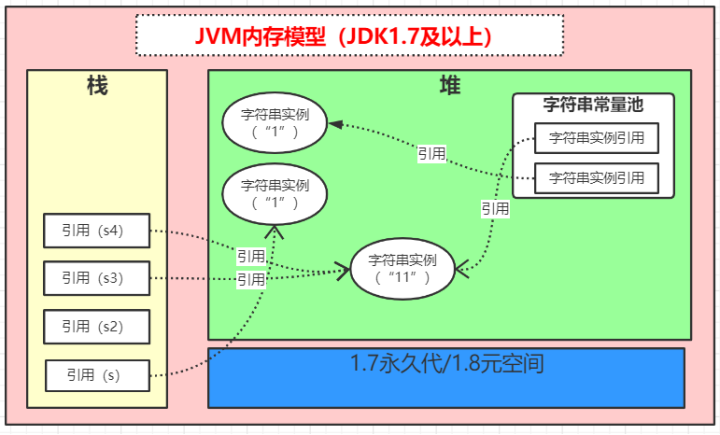 JVM内存模型（JDK1.7及以上）
栈
引用（s4）
引用（s3）
引用（s2）
引用（s）
堆
字符串实例
（“1”）
字符串实例
（“1”）
字符串实例
（“11”）
字符串常量池
字符串实例引用
字符串实例引用
引用
引用
引用
引用
1.7永久代/1.8元空间